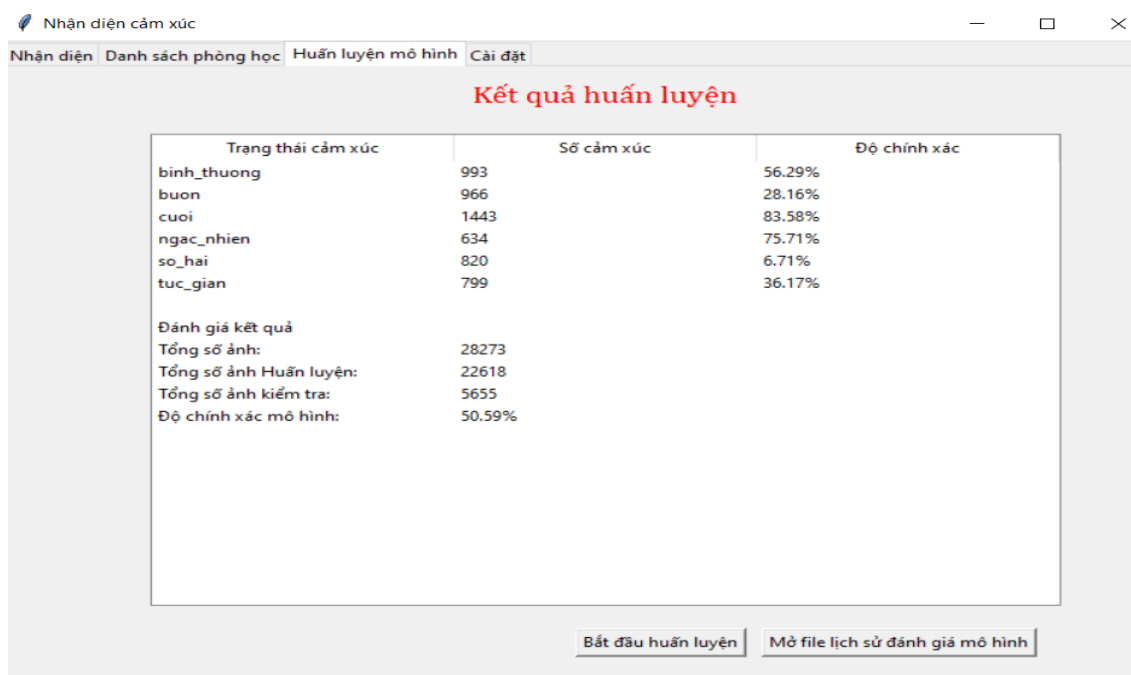 Nhận diện cảm xúc
Nhận diện Danh sách phòng học Huấn luyện mô hình Cài đặt
Kết quả huấn luyện
Trạng thái cảm xúc Số cảm xúc Độ chính xác
binh_thuong 993 56.29%
buon 966 28.16%
cuoi 1443 83.58%
ngac_nhien 634 75.71%
so_hai 820 6.71%
tuc_gian 799 36.17%
Đánh giá kết quả
Tổng số ảnh: 28273
Tổng số ảnh Huấn luyện: 22618
Tổng số ảnh kiểm tra: 5655
Độ chính xác mô hình: 50.59%
Bắt đầu huấn luyện Mở file lịch sử đánh giá mô hình